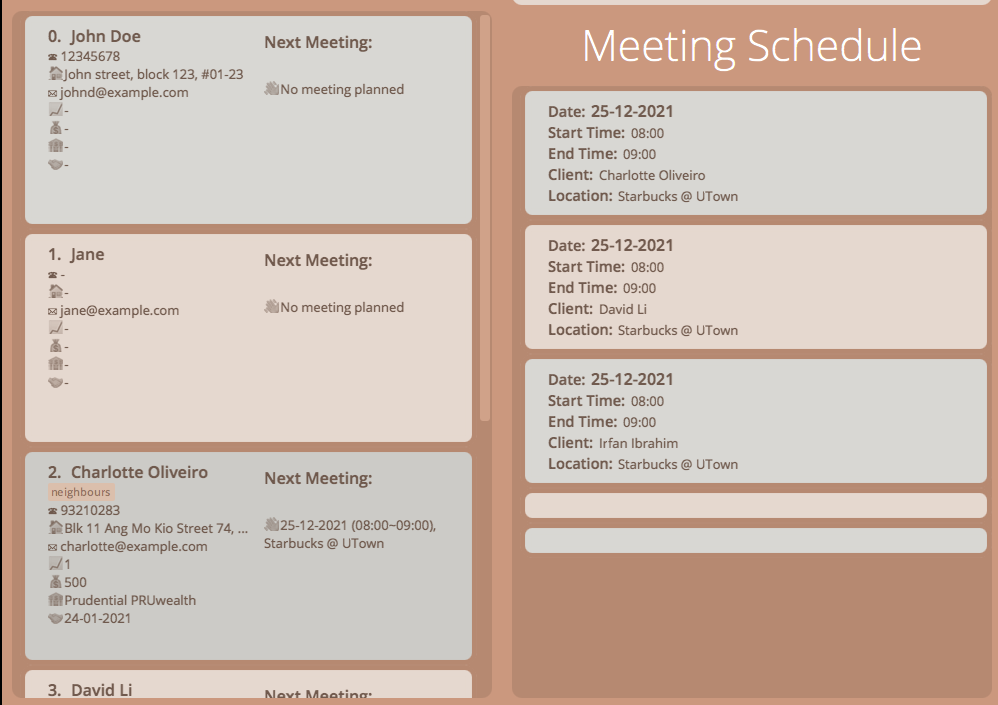 0. John Doe
12345678
John street, block 123, #01-23
johnd@example.com
-
-
-
-
Next Meeting:
No meeting planned
1. Jane
-
-
jane@example.com
-
-
-
-
Next Meeting:
No meeting planned
2. Charlotte Oliveiro
neighbours
93210283
Blk 11 Ang Mo Kio Street 74, ...
charlotte@example.com
1
500
Prudential PRUwealth
24-01-2021
Next Meeting:
25-12-2021 (08:00~09:00),
Starbucks @ UTown
3. David Li
Next Meeting:
Meeting Schedule
Date: 25-12-2021
Start Time: 08:00
End Time: 09:00
Client: Charlotte Oliveiro
Location: Starbucks @ UTown
Date: 25-12-2021
Start Time: 08:00
End Time: 09:00
Client: David Li
Location: Starbucks @ UTown
Date: 25-12-2021
Start Time: 08:00
End Time: 09:00
Client: Irfan Ibrahim
Location: Starbucks @ UTown